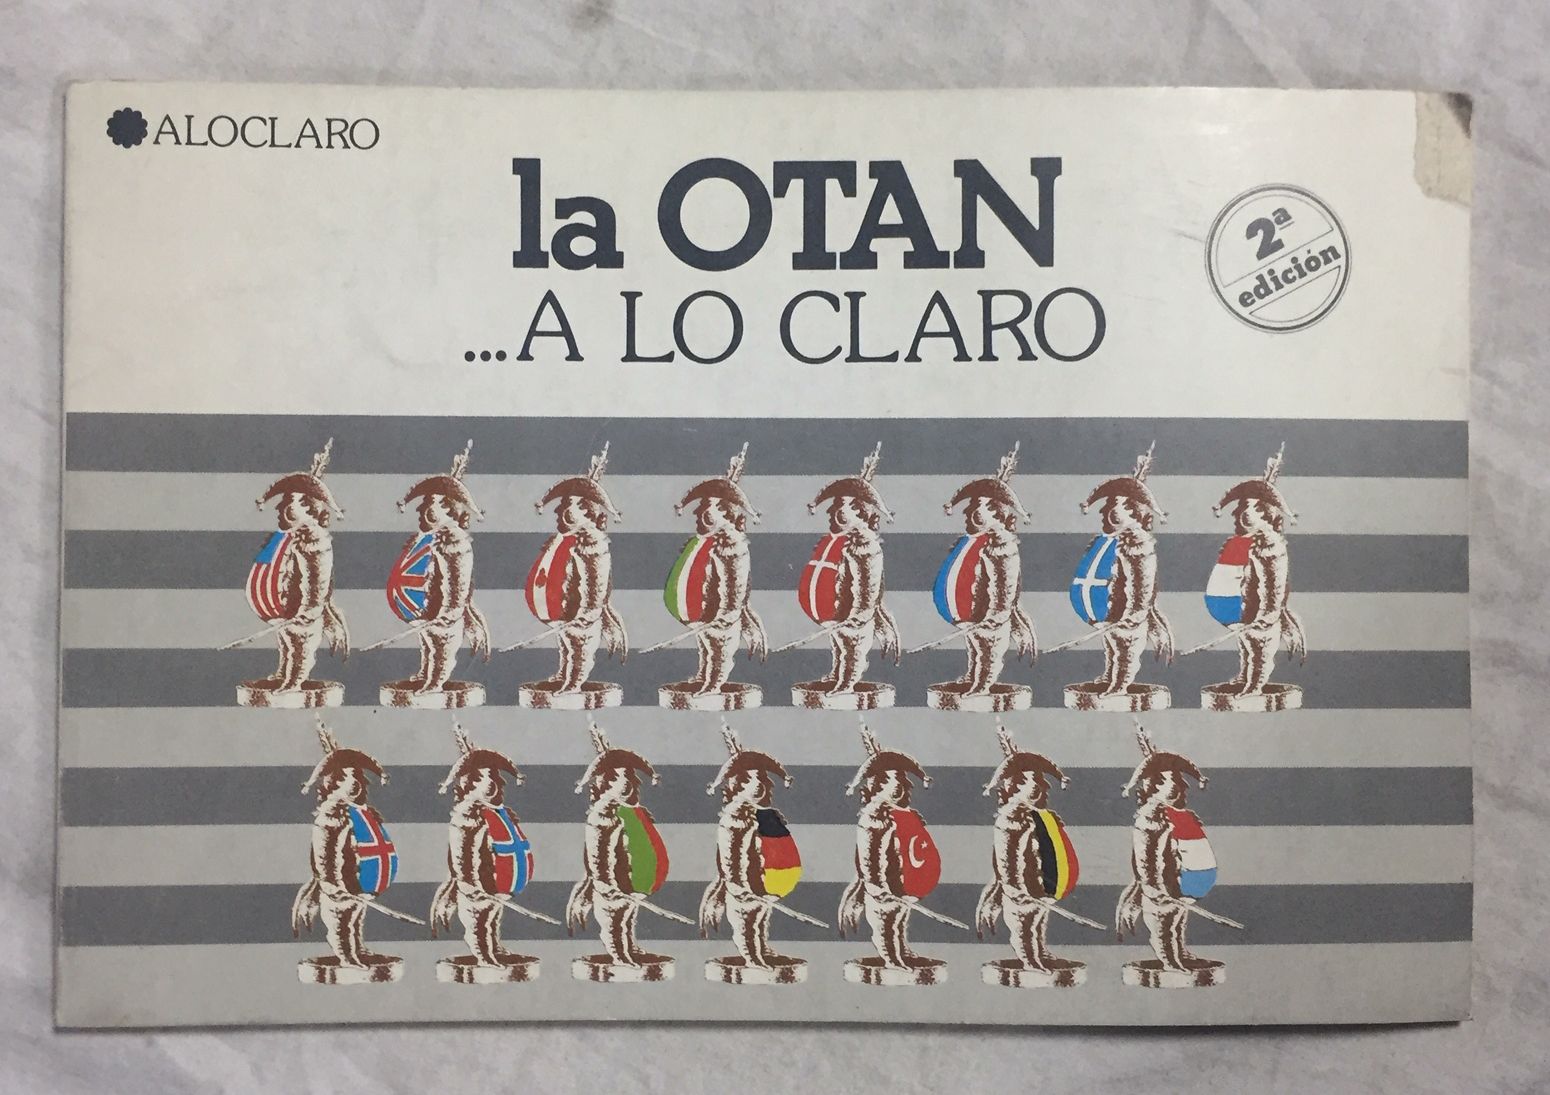 ALOCLARO
la OTAN
...A LO CLARO
2ª
edición